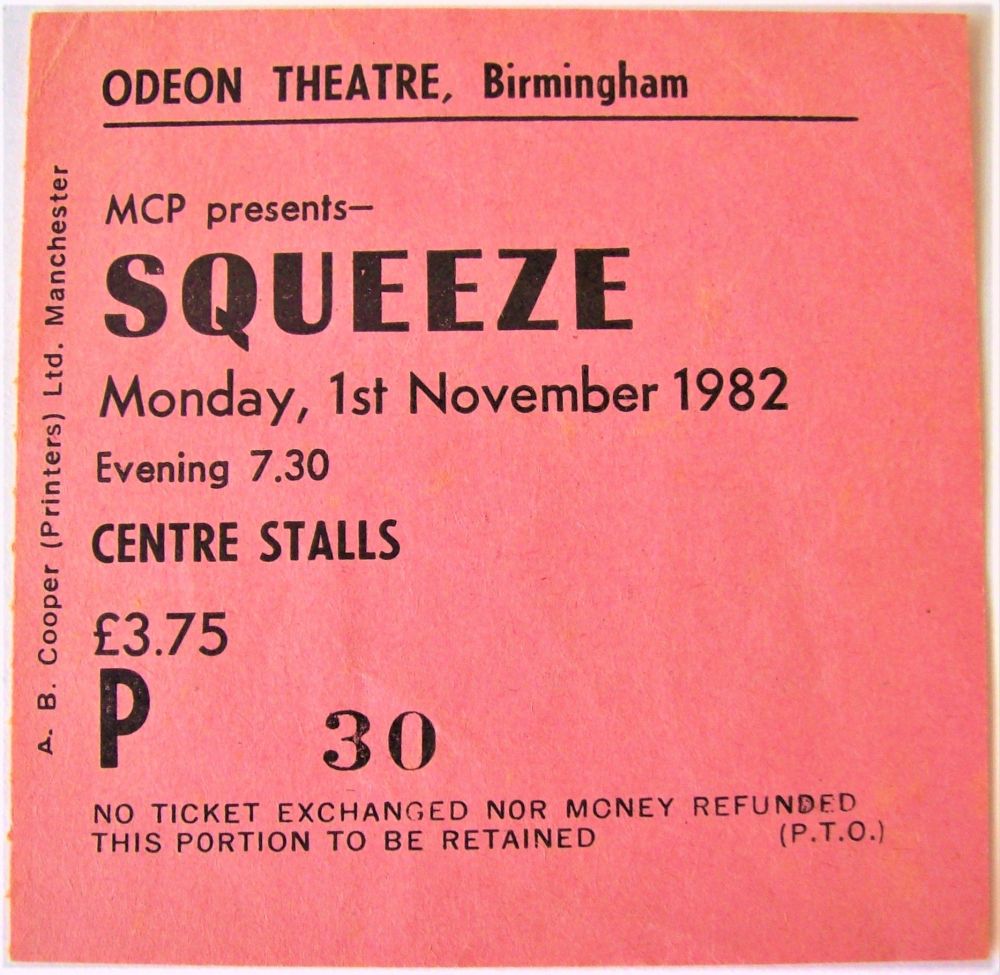 ODEON THEATRE, Birmingham
MCP presents—
SQUEEZE
Monday, 1st November 1982
Evening 7.30
CENTRE STALLS
£3.75
P 30
NO TICKET EXCHANGED NOR MONEY REFUNDED
THIS PORTION TO BE RETAINED (P.T.O.)
A. B. Cooper (Printers) Ltd. Manchester